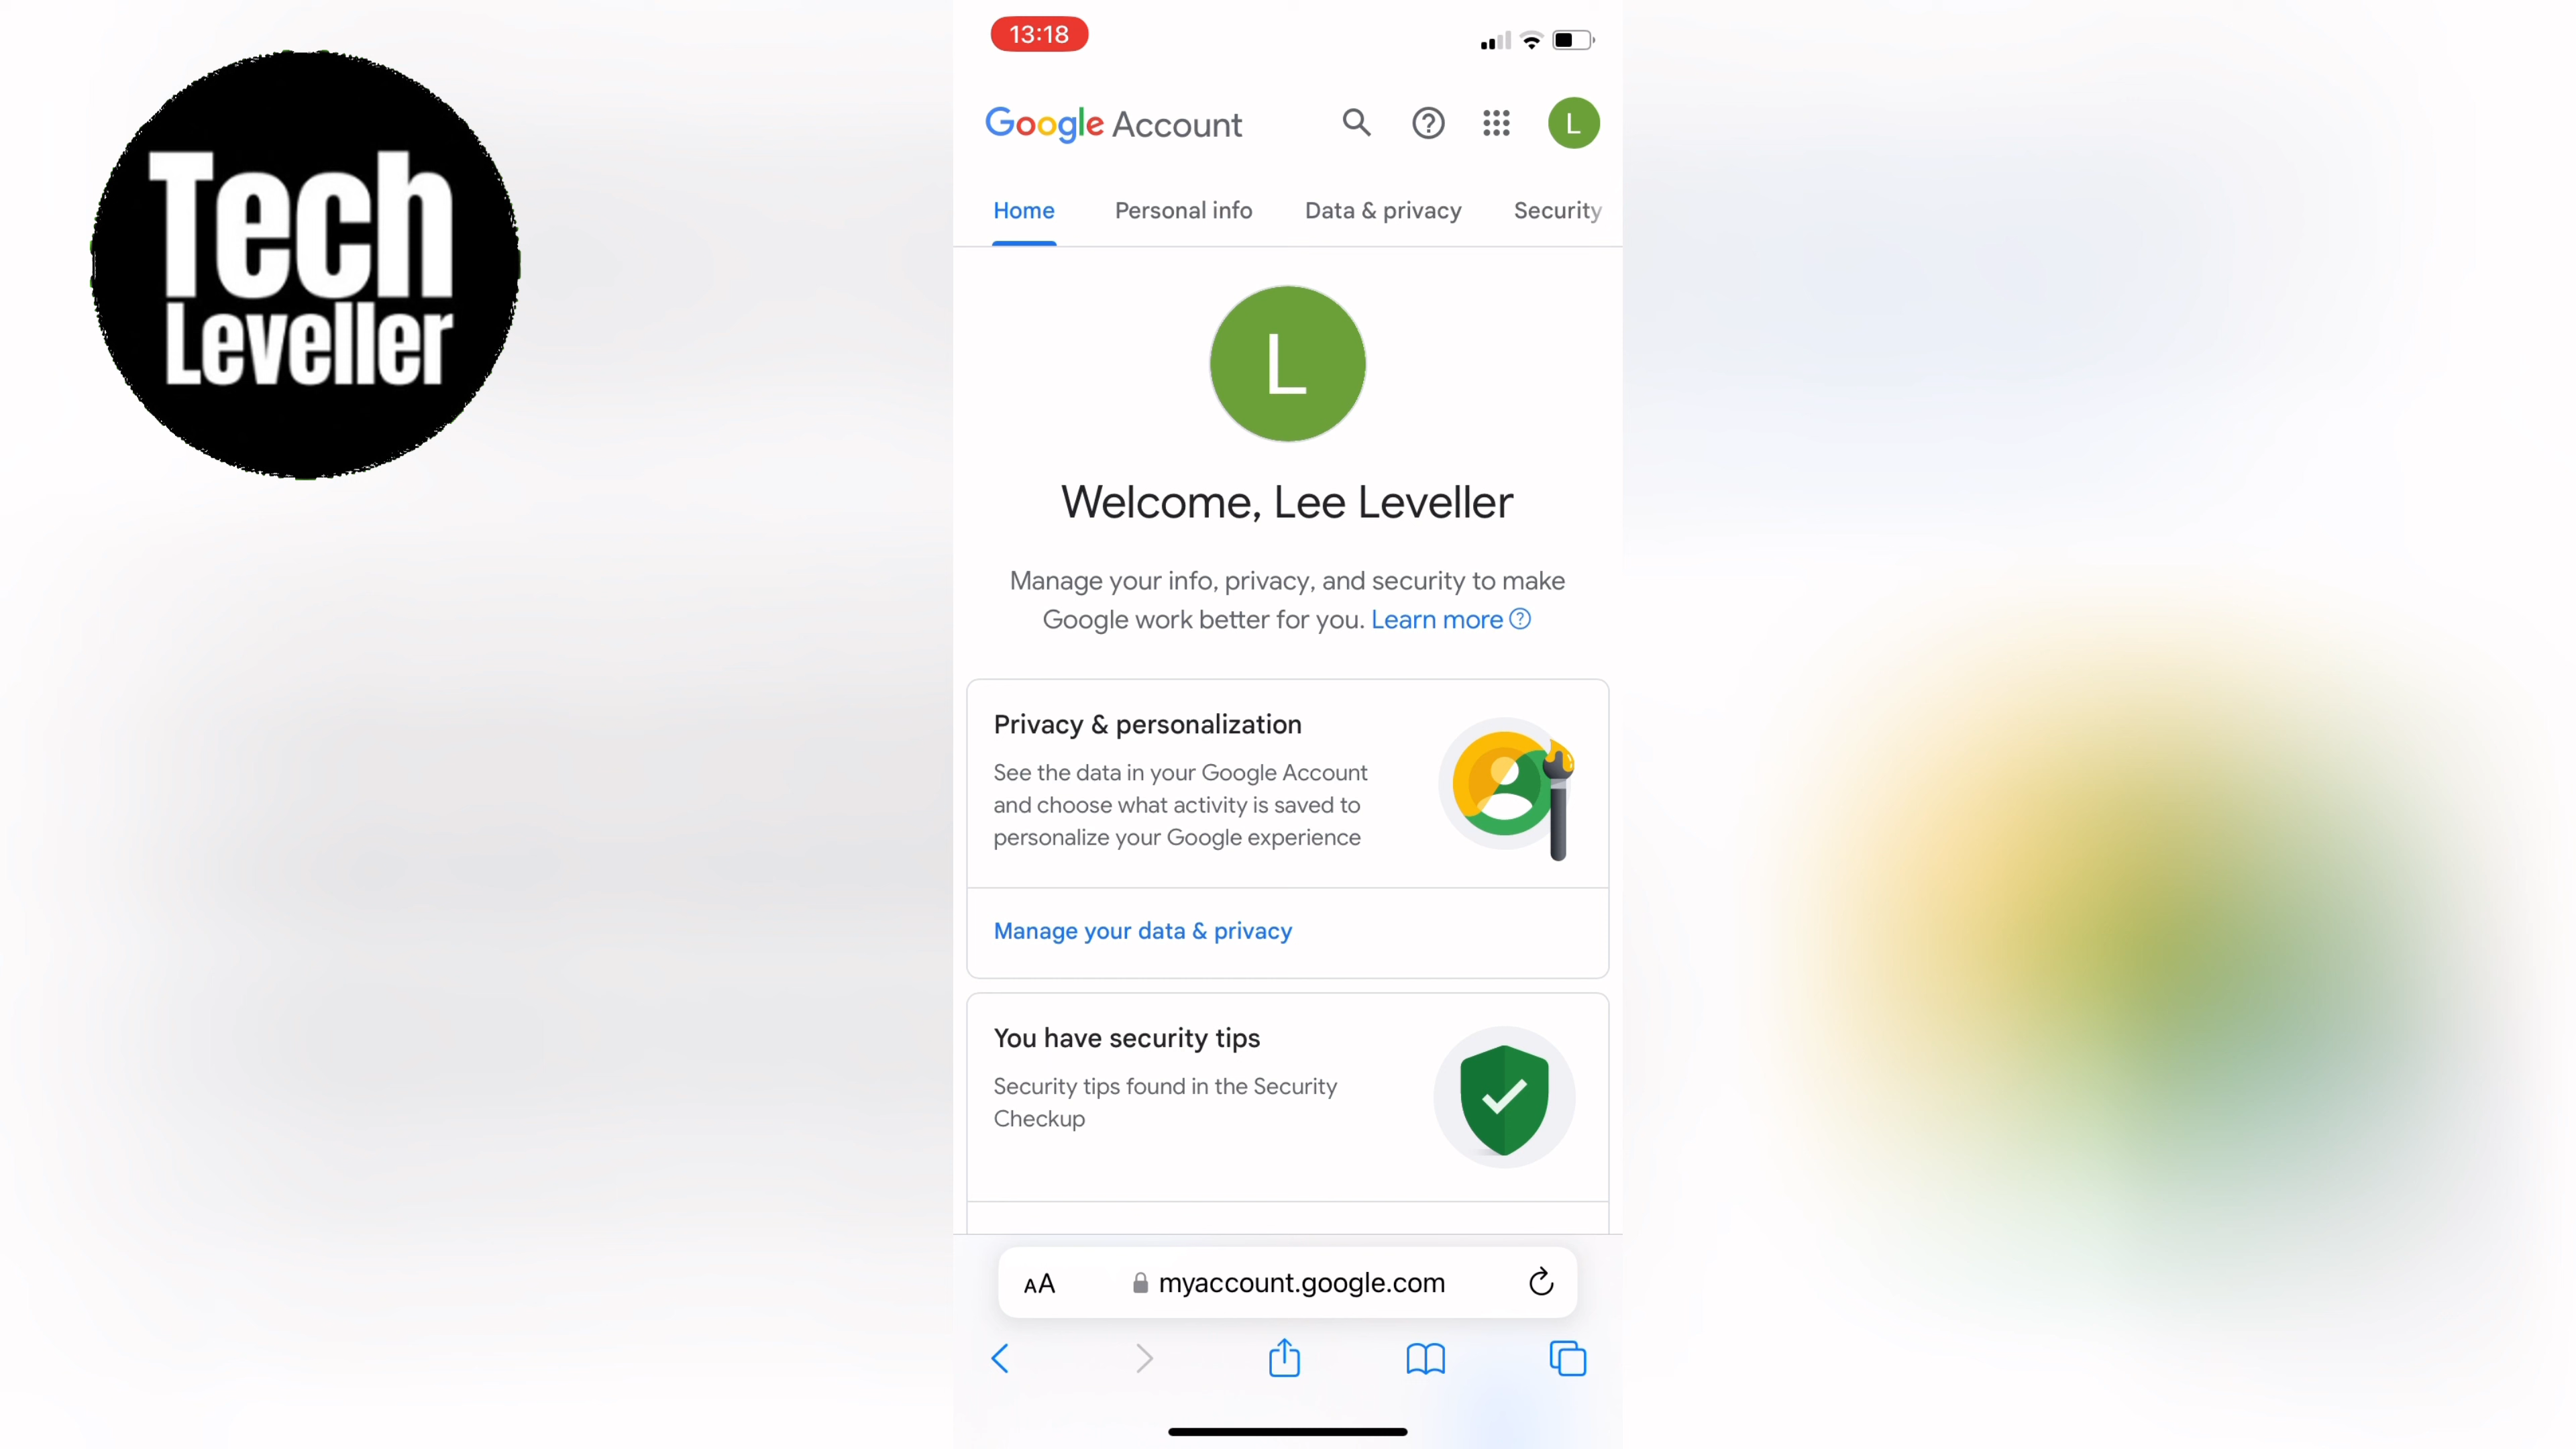 Tech
Leveller
13:18
Google Account
L
Home Personal info Data & privacy Security
L
Welcome, Lee Leveller
Manage your info, privacy, and security to make
Google work better for you. Learn more
Privacy & personalization
See the data in your Google Account
and choose what activity is saved to
personalize your Google experience
Manage your data & privacy
You have security tips
Security tips found in the Security
Checkup
AA myaccount.google.com